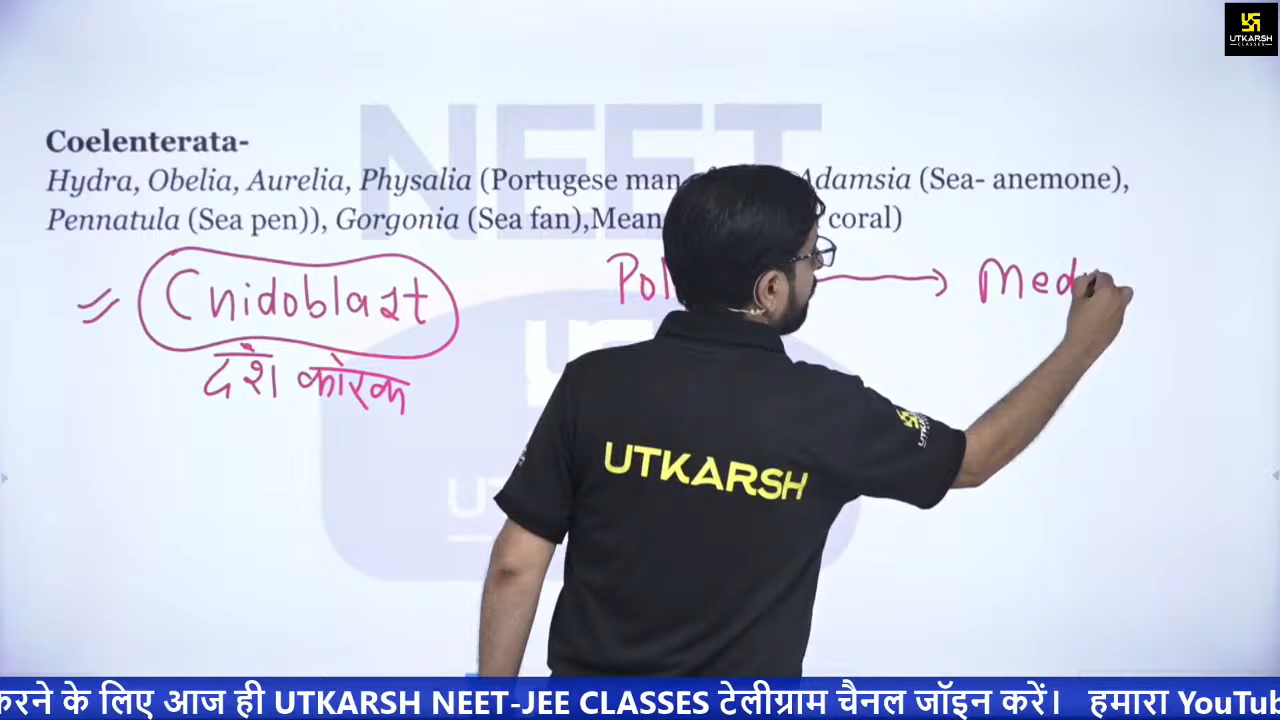 UTKARSH
CLASSES
NEET
Coelenterata-
Hydra, Obelia, Aurelia, Physalia (Portugese man Adamsia (Sea- anemone),
Pennatula (Sea pen)), Gorgonia (Sea fan),Mean coral)
Cnidoblast
Pol Med
दंश कोरक
UTKARSH
करने के लिए आज ही UTKARSH NEET-JEE CLASSES टेलीग्राम चैनल जॉइन करें। हमारा YouTub